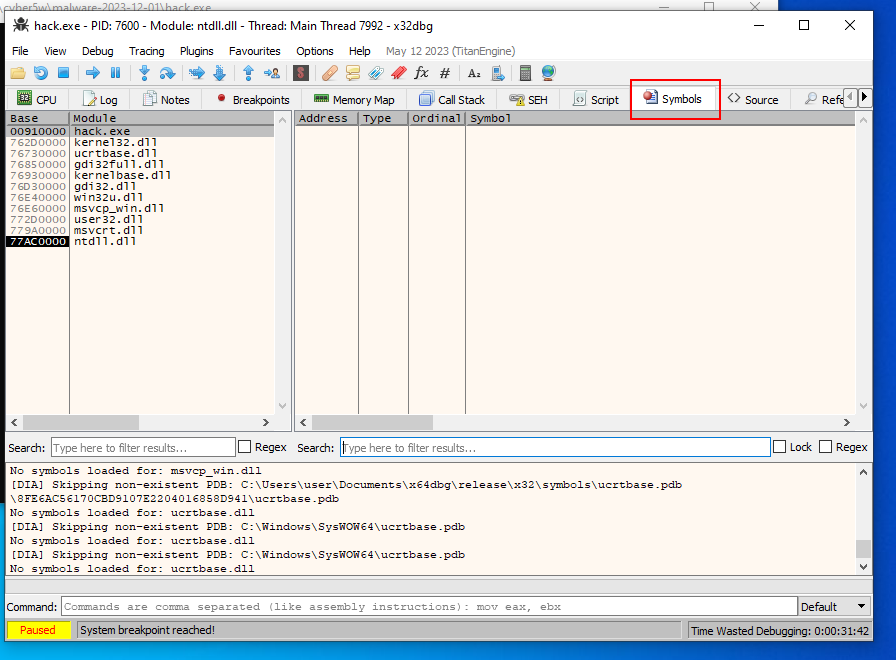 \cyber5w\malware-2023-12-01\hack.exe
hack.exe - PID: 7600 - Module: ntdll.dll - Thread: Main Thread 7992 - x32dbg
File View Debug Tracing Plugins Favourites Options Help May 12 2023 (TitanEngine)
CPU Log Notes Breakpoints Memory Map Call Stack SEH Script Symbols Source Refe
Base Module Address Type Ordinal Symbol
00910000 hack.exe
762D0000 kernel32.dll
76730000 ucrtbase.dll
76850000 gdi32full.dll
76930000 kernelbase.dll
76D30000 gdi32.dll
76E40000 win32u.dll
76E60000 msvcp_win.dll
772D0000 user32.dll
779A0000 msvcrt.dll
77AC0000 ntdll.dll
Search: Type here to filter results... Regex Search: Type here to filter results... Lock Regex
No symbols loaded for: msvcp_win.dll
[DIA] Skipping non-existent PDB: C:\Users\user\Documents\x64dbg\release\x32\symbols\ucrtbase.pdb
\8FE6AC56170CBD9107E2204016858D941\ucrtbase.pdb
No symbols loaded for: ucrtbase.dll
[DIA] Skipping non-existent PDB: C:\Windows\SysWOW64\ucrtbase.pdb
No symbols loaded for: ucrtbase.dll
[DIA] Skipping non-existent PDB: C:\Windows\SysWOW64\ucrtbase.pdb
No symbols loaded for: ucrtbase.dll
Command: Commands are comma separated (like assembly instructions): mov eax, ebx Default
Paused System breakpoint reached! Time Wasted Debugging: 0:00:31:42